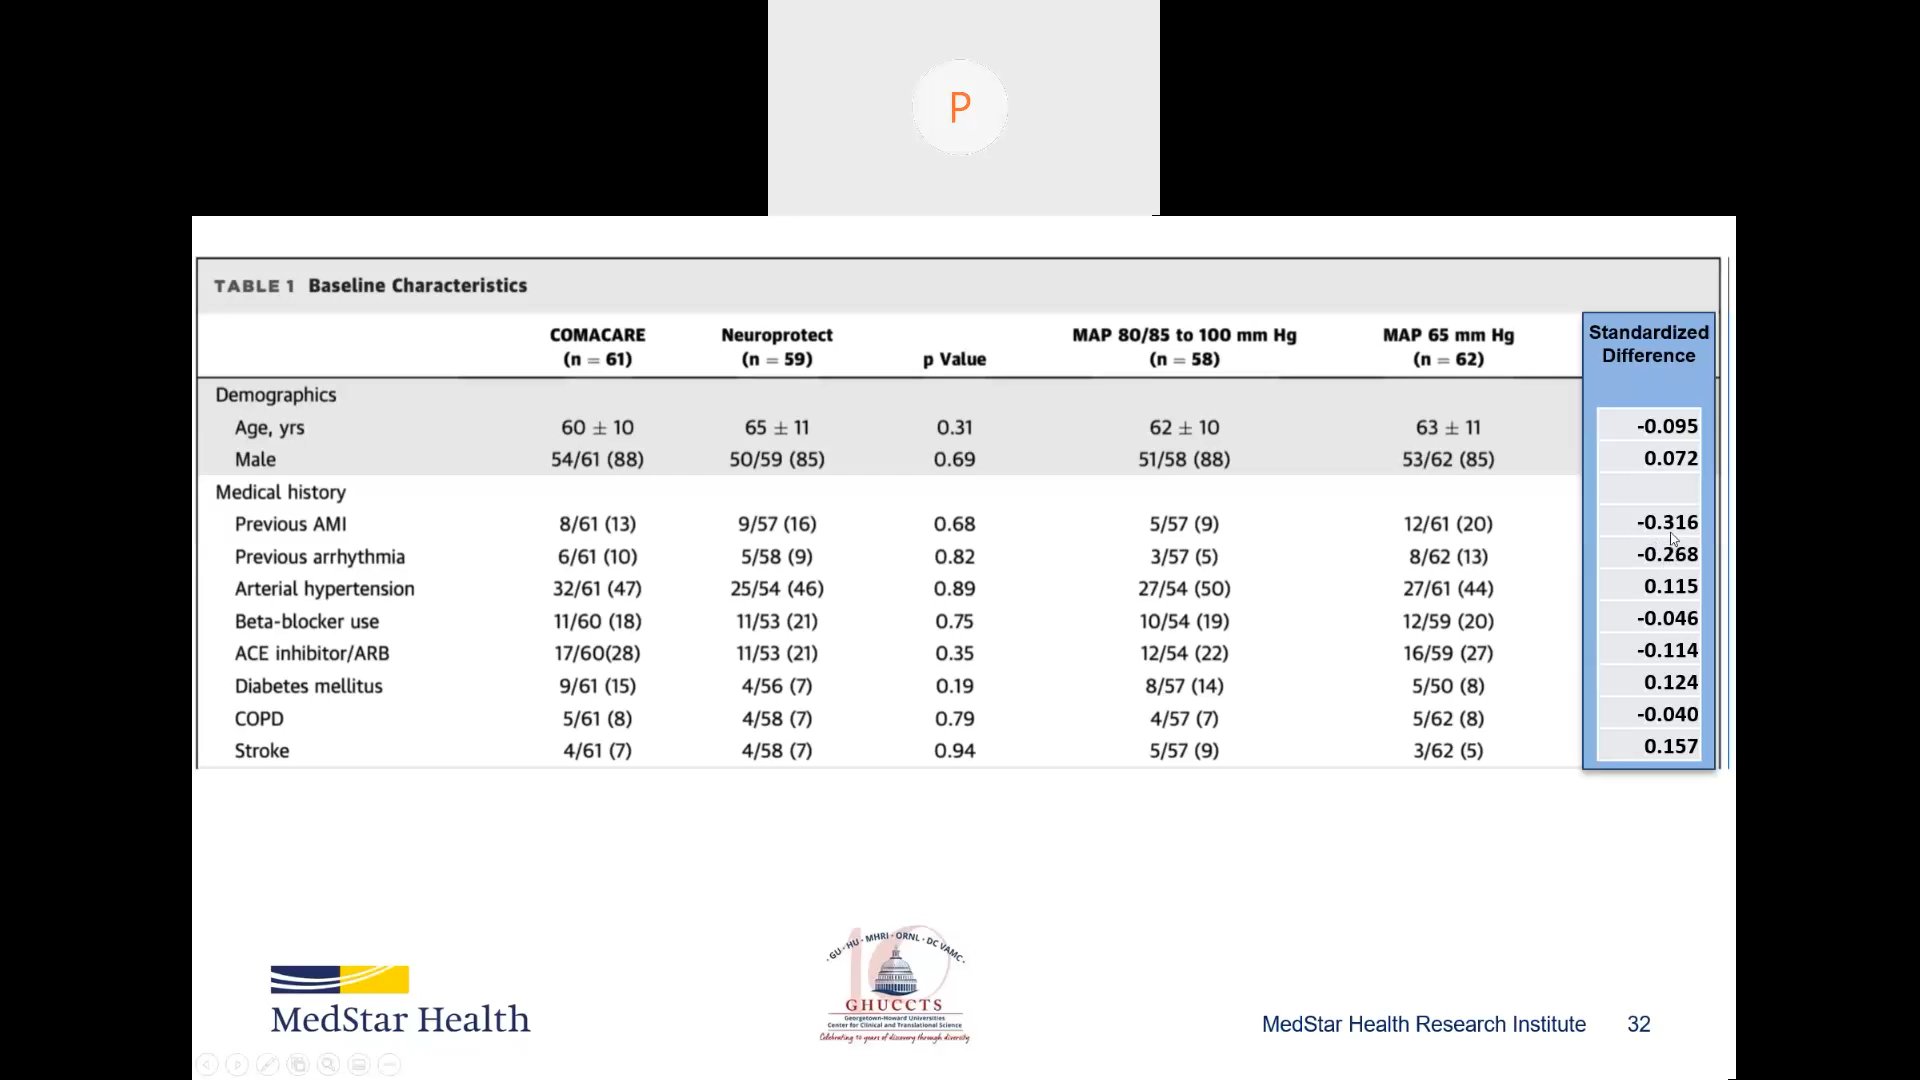 P
TABLE 1 Baseline Characteristics
COMACARE (n = 61) Neuroprotect (n = 59) p Value MAP 80/85 to 100 mm Hg (n = 58) MAP 65 mm Hg (n = 62) Standardized Difference
Demographics
Age, yrs 60 ± 10 65 ± 11 0.31 62 ± 10 63 ± 11 -0.095
Male 54/61 (88) 50/59 (85) 0.69 51/58 (88) 53/62 (85) 0.072
Medical history
Previous AMI 8/61 (13) 9/57 (16) 0.68 5/57 (9) 12/61 (20) -0.316
Previous arrhythmia 6/61 (10) 5/58 (9) 0.82 3/57 (5) 8/62 (13) -0.268
Arterial hypertension 32/61 (47) 25/54 (46) 0.89 27/54 (50) 27/61 (44) 0.115
Beta-blocker use 11/60 (18) 11/53 (21) 0.75 10/54 (19) 12/59 (20) -0.046
ACE inhibitor/ARB 17/60(28) 11/53 (21) 0.35 12/54 (22) 16/59 (27) -0.114
Diabetes mellitus 9/61 (15) 4/56 (7) 0.19 8/57 (14) 5/50 (8) 0.124
COPD 5/61 (8) 4/58 (7) 0.79 4/57 (7) 5/62 (8) -0.040
Stroke 4/61 (7) 4/58 (7) 0.94 5/57 (9) 3/62 (5) 0.157
MedStar Health
·GU·HU·MHRI·ORNL·DC VAMC·
10
GHUCCTS
Georgetown-Howard Universities
Center for Clinical and Translational Science
Celebrating 10 years of discovery through diversity
MedStar Health Research Institute 32